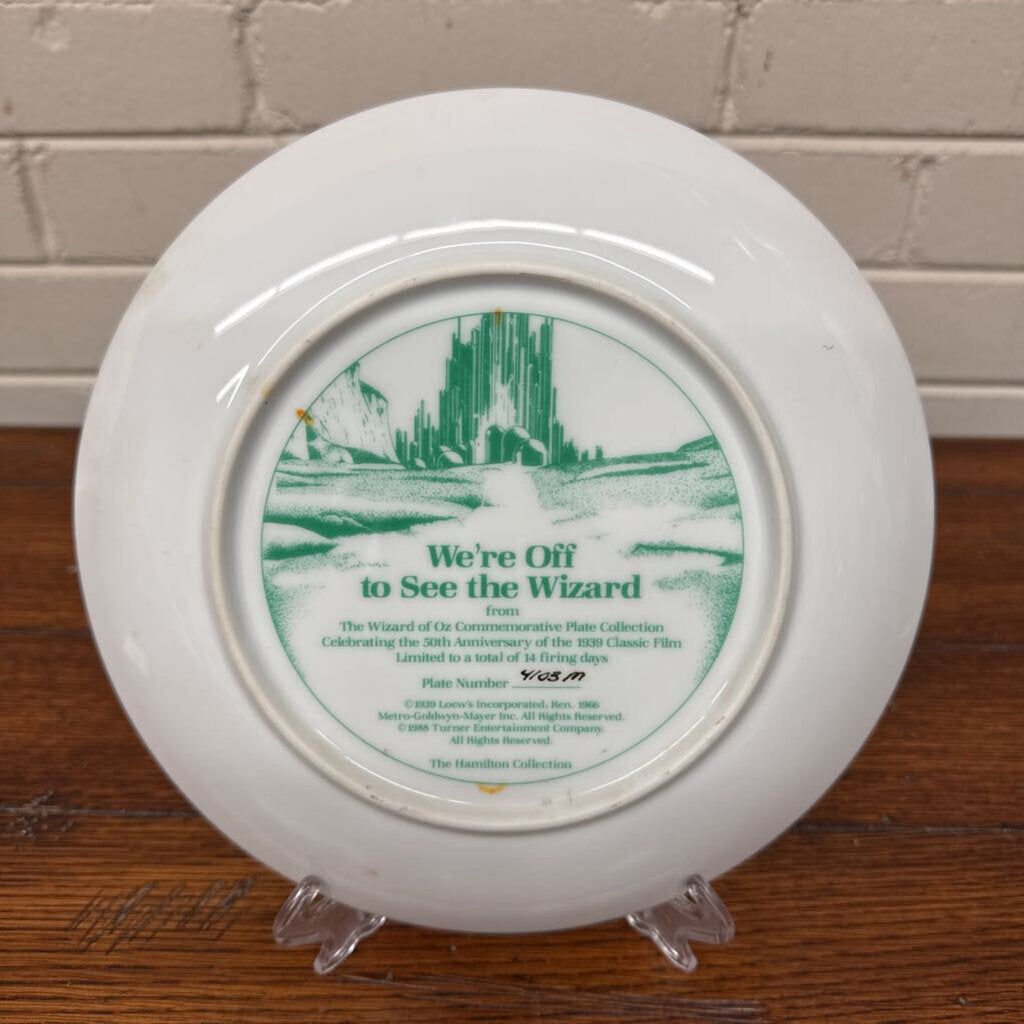 We're Off
to See the Wizard
from
The Wizard of Oz Commemorative Plate Collection
Celebrating the 50th Anniversary of the 1939 Classic Film
Limited to a total of 14 firing days
Plate Number 4103 M
© 1939 Loew's Incorporated. Ren. 1966
Metro-Goldwyn-Mayer Inc. All Rights Reserved.
© 1988 Turner Entertainment Company.
All Rights Reserved.
The Hamilton Collection